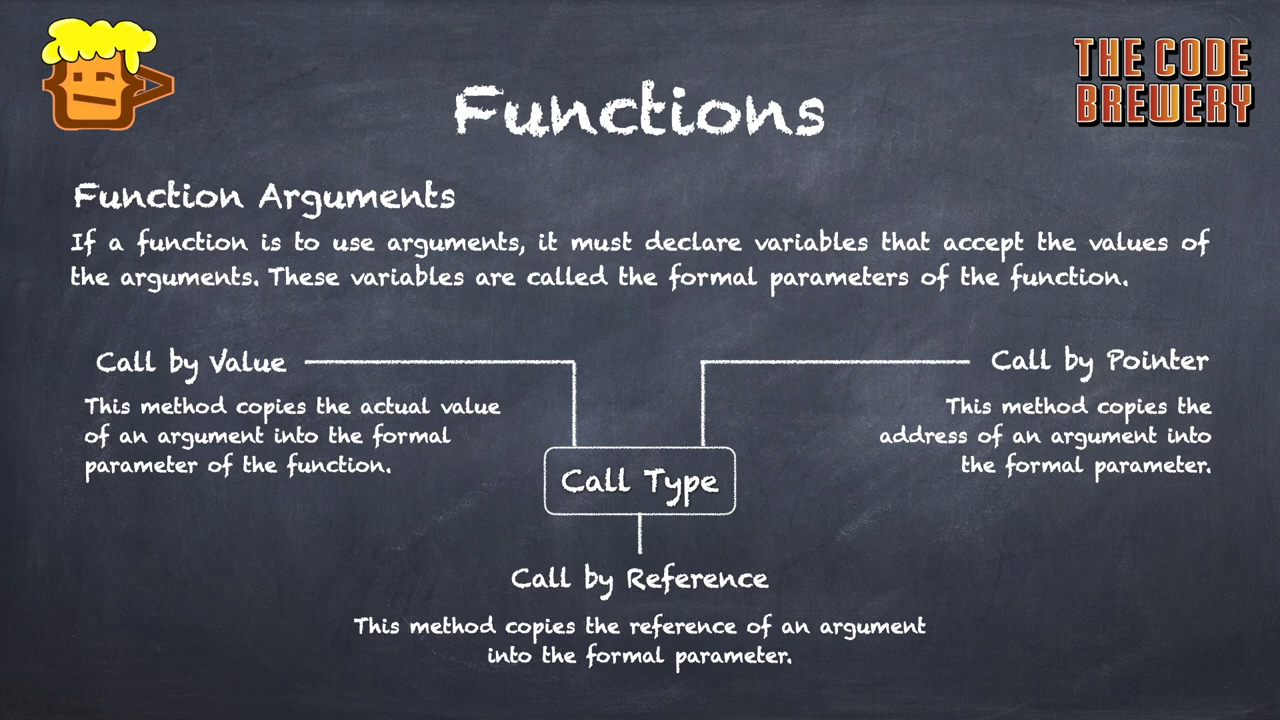 THE CODE
BREWERY
Functions
Function Arguments
If a function is to use arguments, it must declare variables that accept the values of
the arguments. These variables are called the formal parameters of the function.
Call by Value
This method copies the actual value
of an argument into the formal
parameter of the function.
Call by Pointer
This method copies the
address of an argument into
the formal parameter.
Call Type
Call by Reference
This method copies the reference of an argument
into the formal parameter.